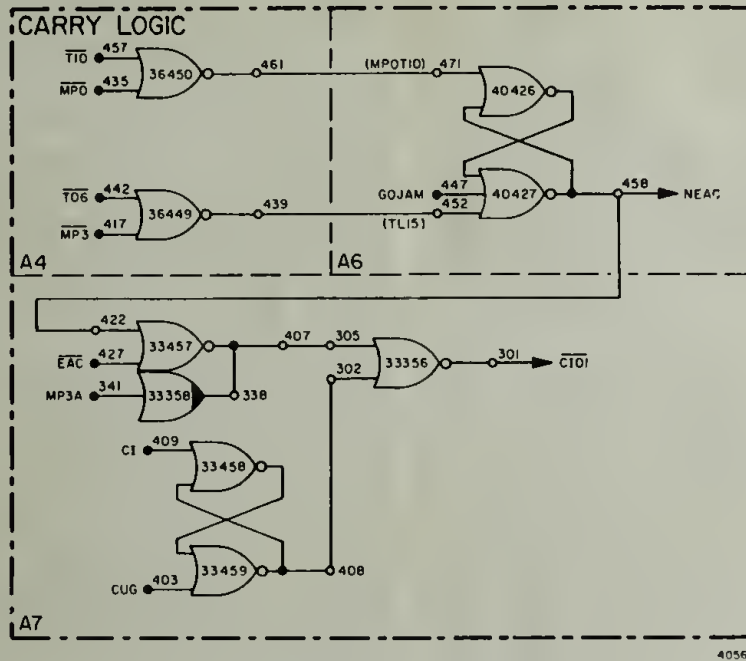 CARRY LOGIC
T10 457
36450
461
(MPOT10) 471
MP0 435
40426
T06 442
36449
439
GOJAM 447
40427
458 NEAC
MP3 417
452
(TL15)
A4
A6
422
33457
407 305
33356
301 CI01
EAC 427
302
MP3A 341
33358
338
CI 409
33458
33459
408
CUG 403
A7
4056